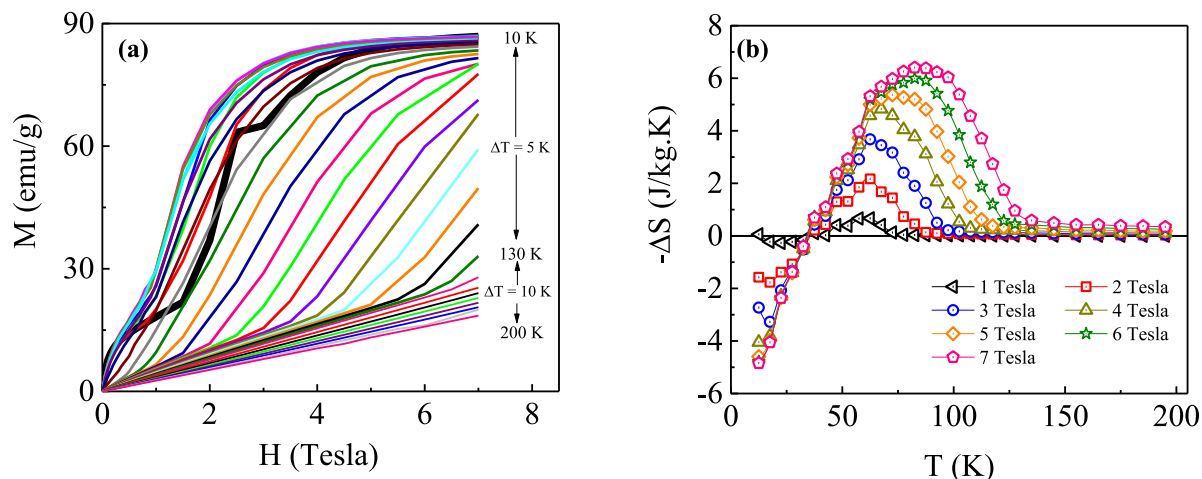 (a)
M (emu/g)
90
60
30
0
0 2 4 6 8
H (Tesla)
10 K
ΔT = 5 K
130 K
ΔT = 10 K
200 K
(b)
-ΔS (J/kg.K)
8
6
4
2
0
-2
-4
-6
0 50 100 150 200
T (K)
1 Tesla 2 Tesla
3 Tesla 4 Tesla
5 Tesla 6 Tesla
7 Tesla